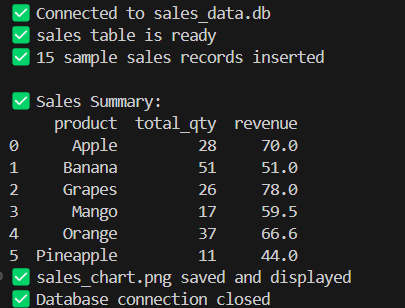 ✅ Connected to sales_data.db
✅ sales table is ready
✅ 15 sample sales records inserted
✅ Sales Summary:
product total_qty revenue
0 Apple 28 70.0
1 Banana 51 51.0
2 Grapes 26 78.0
3 Mango 17 59.5
4 Orange 37 66.6
5 Pineapple 11 44.0
✅ sales_chart.png saved and displayed
✅ Database connection closed